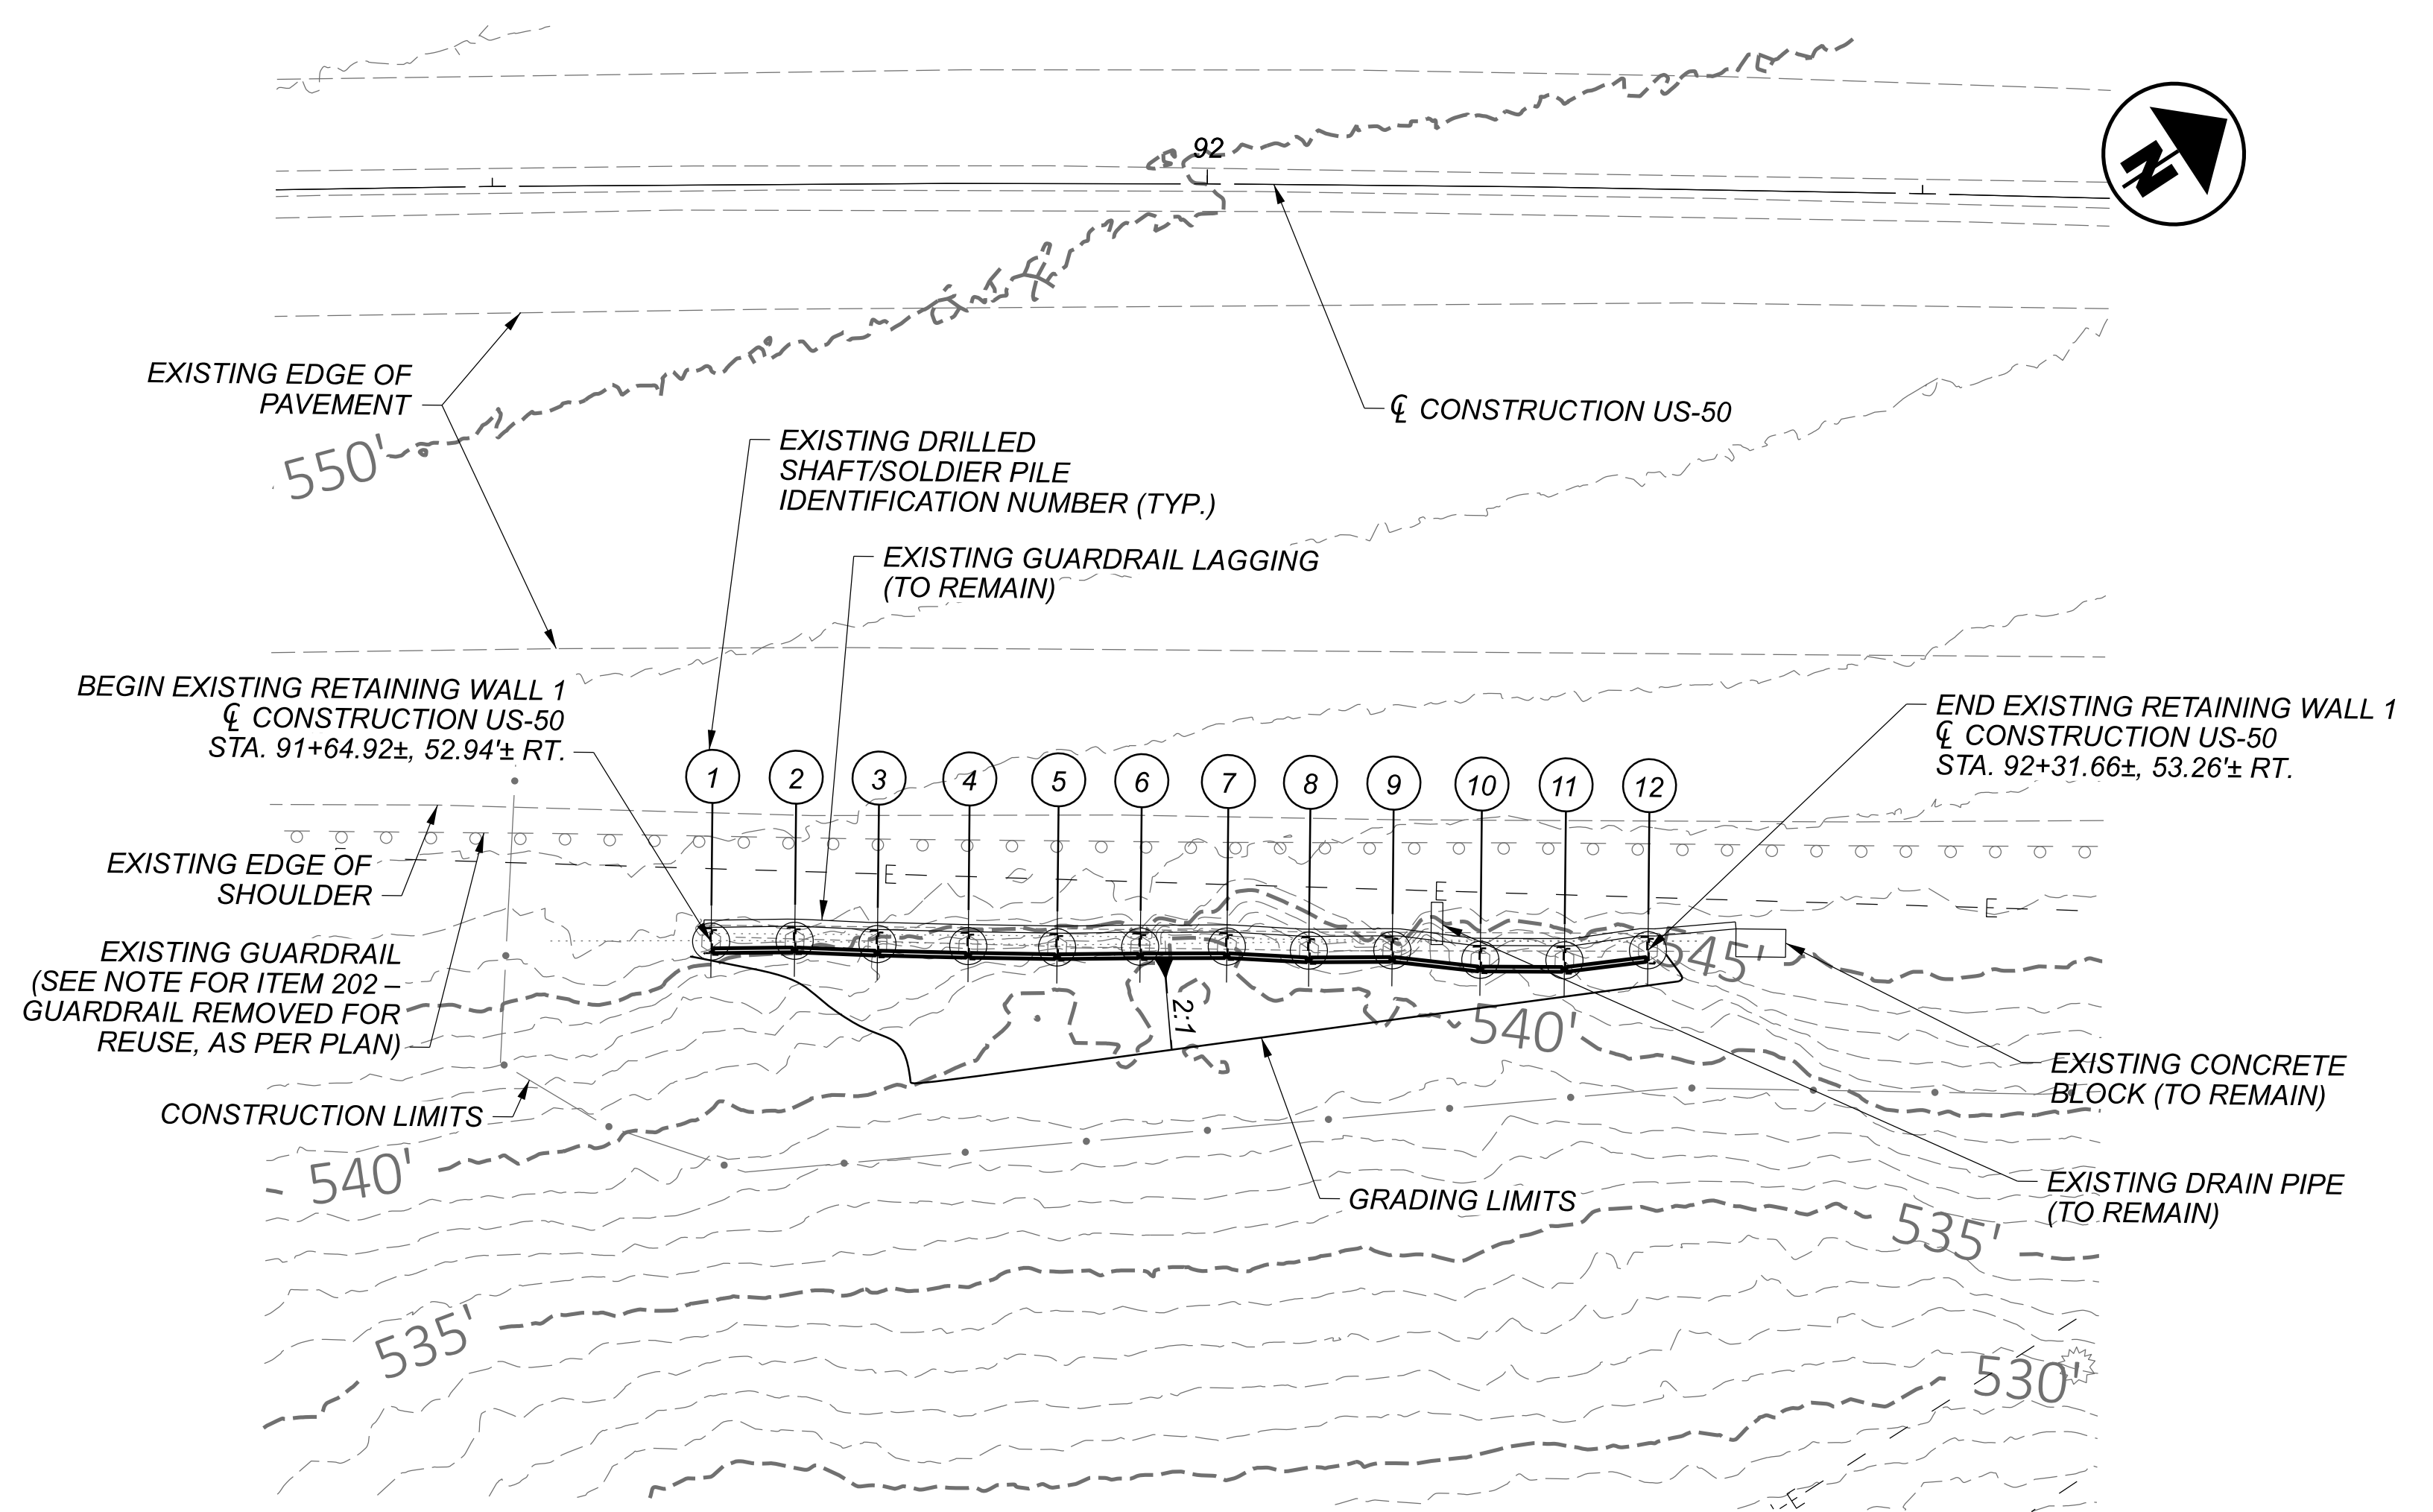 92
N
EXISTING EDGE OF
PAVEMENT
℄ CONSTRUCTION US-50
550'
EXISTING DRILLED
SHAFT/SOLDIER PILE
IDENTIFICATION NUMBER (TYP.)
EXISTING GUARDRAIL LAGGING
(TO REMAIN)
BEGIN EXISTING RETAINING WALL 1
℄ CONSTRUCTION US-50
STA. 91+64.92±, 52.94'± RT.
END EXISTING RETAINING WALL 1
℄ CONSTRUCTION US-50
STA. 92+31.66±, 53.26'± RT.
1 2 3 4 5 6 7 8 9 10 11 12
EXISTING EDGE OF
SHOULDER
E E E
EXISTING GUARDRAIL
(SEE NOTE FOR ITEM 202 –
GUARDRAIL REMOVED FOR
REUSE, AS PER PLAN)
545'
2:1
540'
EXISTING CONCRETE
BLOCK (TO REMAIN)
CONSTRUCTION LIMITS
540'
GRADING LIMITS
EXISTING DRAIN PIPE
(TO REMAIN)
535'
535'
530'
E